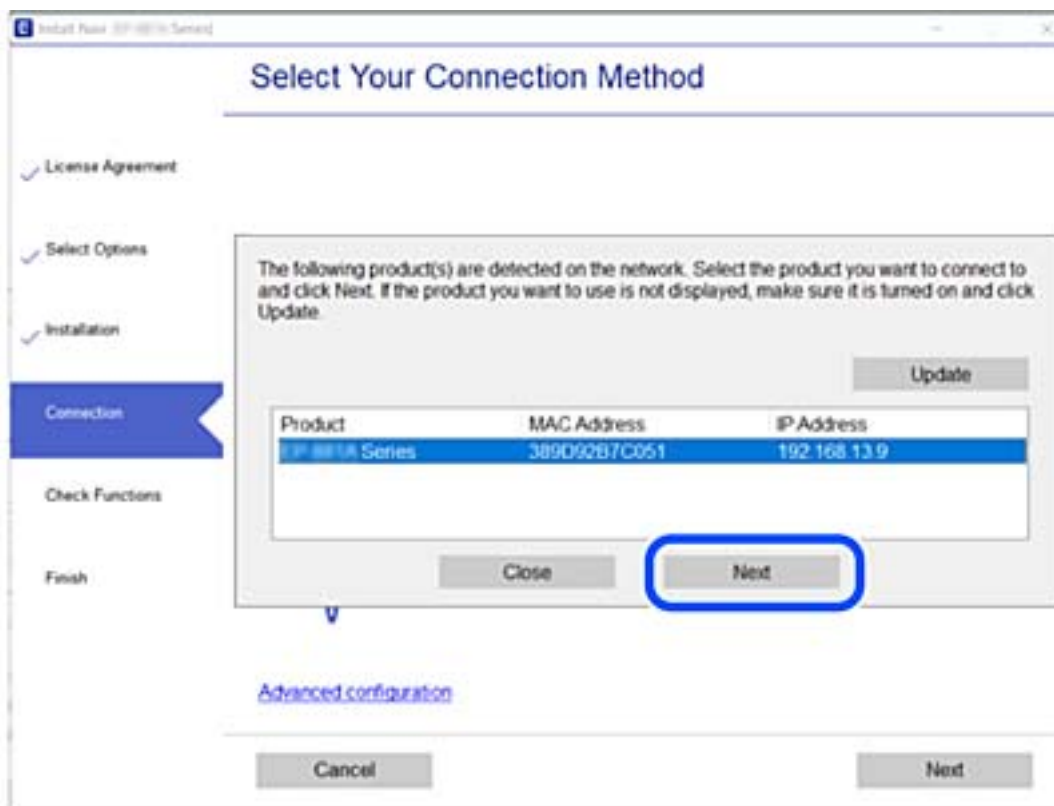 Install Navi
Series]
Select Your Connection Method
License Agreement
Select Options
Installation
Connection
Check Functions
Finish
The following product(s) are detected on the network. Select the product you want to connect to
and click Next. If the product you want to use is not displayed, make sure it is turned on and click
Update.
Update
Product MAC Address IP Address
Series 389D92B7C051 192.168.13.9
Close Next
Advanced configuration
Cancel Next